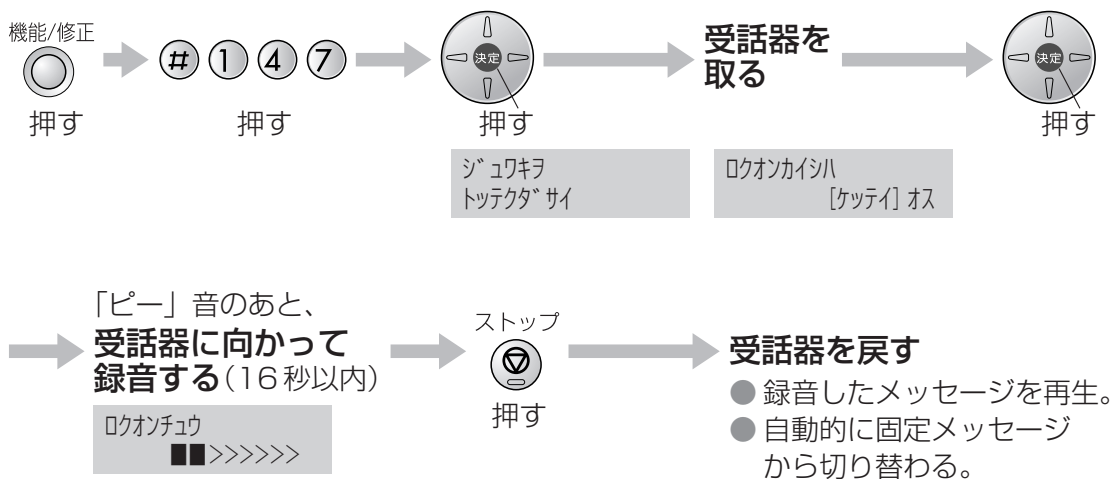 機能/修正
押す
# 1 4 7
押す
決定
押す
ｼﾞｭﾜｷｦ
ﾄｯﾃｸﾀﾞｻｲ
受話器を
取る
ﾛｸｵﾝｶｲｼﾊ
[ｹｯﾃｲ] ｵｽ
決定
押す
「ピー」音のあと、
受話器に向かって
録音する(16秒以内)
ﾛｸｵﾝﾁｭｳ
■■>>>>>>
ストップ
押す
受話器を戻す
●録音したメッセージを再生。
●自動的に固定メッセージ
から切り替わる。